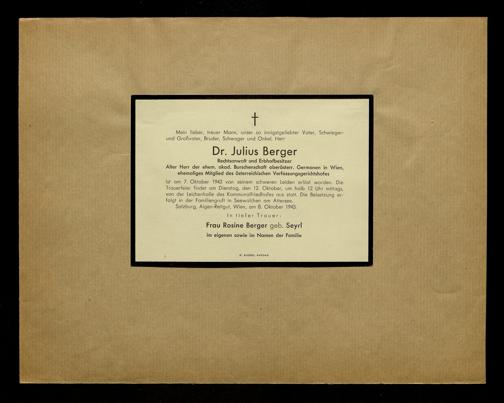 Mein lieber, treuer Mann, unser so innigstgeliebter Vater, Schwieger-
und Großvater, Bruder, Schwager und Onkel, Herr
Dr. Julius Berger
Rechtsanwalt und Erbhofbesitzer
Alter Herr der ehem. akad. Burschenschaft oberösterr. Germanen in Wien,
ehemaliges Mitglied des österreichischen Verfassungsgerichtshofes
ist am 7. Oktober 1943 von seinem schweren Leiden erlöst worden. Die
Trauerfeier findet am Dienstag, den 12. Oktober, um halb 12 Uhr mittags,
von der Leichenhalle des Kommunalfriedhofes aus statt. Die Beisetzung er-
folgt in der Familiengruft in Seewalchen am Attersee.
Salzburg, Aigen-Reitgut, Wien, am 8. Oktober 1943.
In tiefer Trauer:
Frau Rosine Berger geb. Seyrl
im eigenen sowie im Namen der Familie